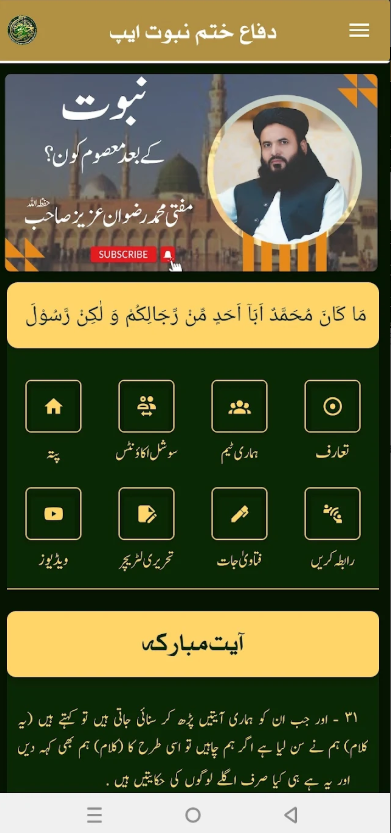 دفاع ختم نبوت ایپ
نبوت
کے بعد معصوم کون؟
مفتی محمد رضوان عزیز صاحب حفظہ اللہ
SUBSCRIBE
مَا كَانَ مُحَمَّدٌ اَبَآ اَحَدٍ مِّنْ رِّجَالِكُمْ وَ لٰكِنْ رَّسُوْلَ
تعارف
ہماری ٹیم
سوشل اکاؤنٹس
پتہ
رابطہ کریں
فتاویٰ جات
تحریری لٹریچر
ویڈیوز
آیت مبارکہ
۳۱ - اور جب ان کو ہماری آیتیں پڑھ کر سنائی جاتی ہیں تو کہتے ہیں (یہ
کلام) ہم نے سن لیا ہے اگر ہم چاہیں تو اسی طرح کا (کلام) ہم بھی کہہ دیں
اور یہ ہے ہی کیا صرف اگلے لوگوں کی حکایتیں ہیں .